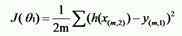 J( θ₁) = 1/2m ∑(h(x₍ₘ,₂₎) − y₍ₘ,₁₎)²